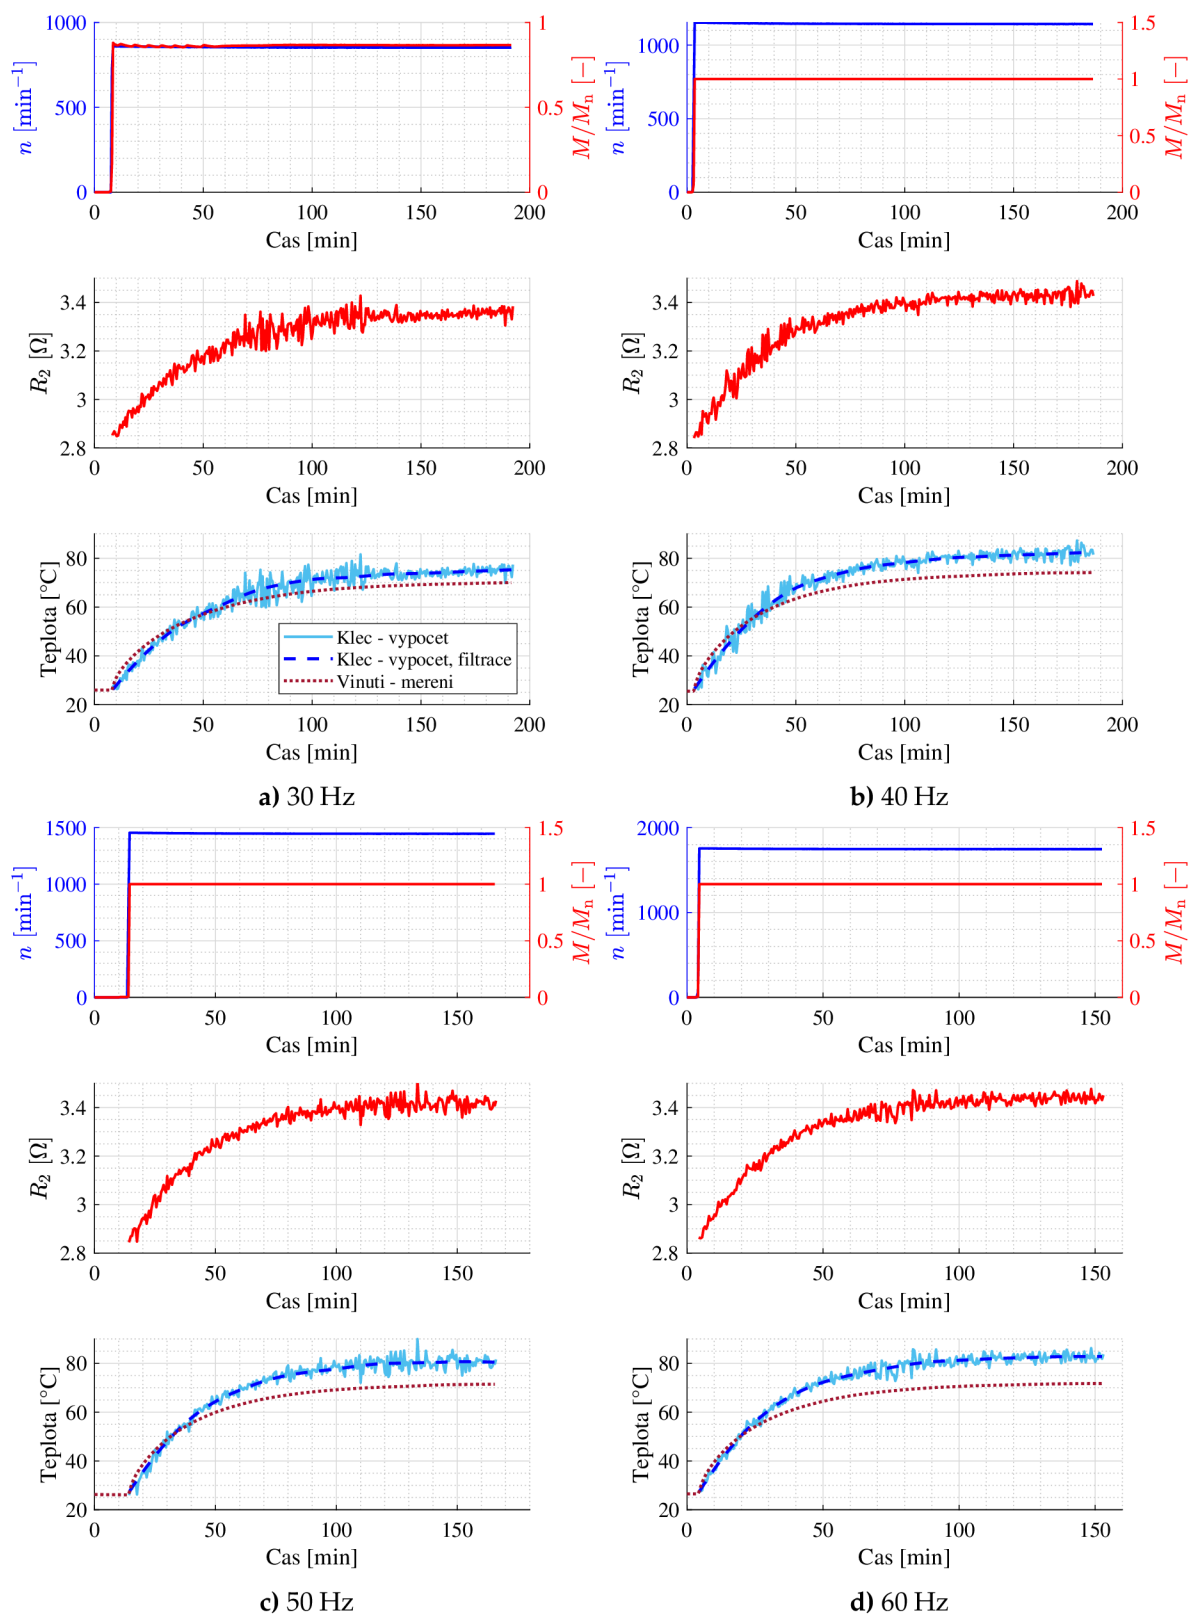 1000
500
0
n [min⁻¹]
1
0.5
0
M/Mₙ [−]
0 50 100 150 200
Cas [min]
1000
500
0
n [min⁻¹]
1.5
1
0.5
0
M/Mₙ [−]
0 50 100 150 200
Cas [min]
3.4
3.2
3
2.8
R₂ [Ω]
0 50 100 150 200
Cas [min]
3.4
3.2
3
2.8
R₂ [Ω]
0 50 100 150 200
Cas [min]
80
60
40
20
Teplota [°C]
Klec - vypocet
Klec - vypocet, filtrace
Vinuti - mereni
0 50 100 150 200
Cas [min]
80
60
40
20
Teplota [°C]
0 50 100 150 200
Cas [min]
a) 30 Hz
b) 40 Hz
1500
1000
500
0
n [min⁻¹]
1.5
1
0.5
0
M/Mₙ [−]
0 50 100 150
Cas [min]
2000
1000
0
n [min⁻¹]
1.5
1
0.5
0
M/Mₙ [−]
0 50 100 150
Cas [min]
3.4
3.2
3
2.8
R₂ [Ω]
0 50 100 150
Cas [min]
3.4
3.2
3
2.8
R₂ [Ω]
0 50 100 150
Cas [min]
80
60
40
20
Teplota [°C]
0 50 100 150
Cas [min]
80
60
40
20
Teplota [°C]
0 50 100 150
Cas [min]
c) 50 Hz
d) 60 Hz